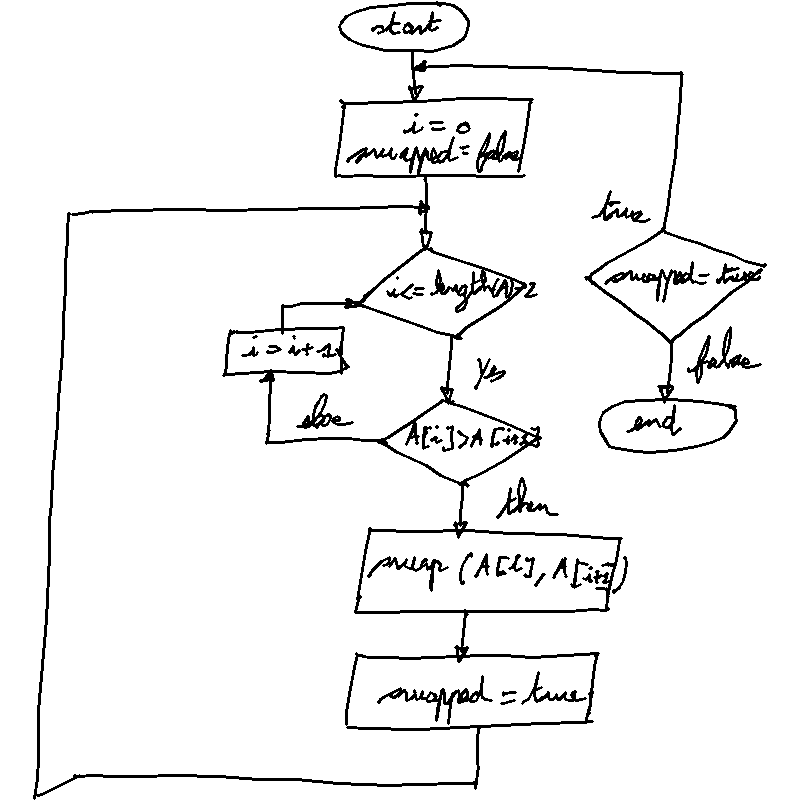 start
i = 0
swapped = false
true
i <= length(A)-2
swapped = true
i = i + 1
Yes
false
else
A[i] > A[i+1]
end
then
swap (A[i], A[i+1])
swapped = true